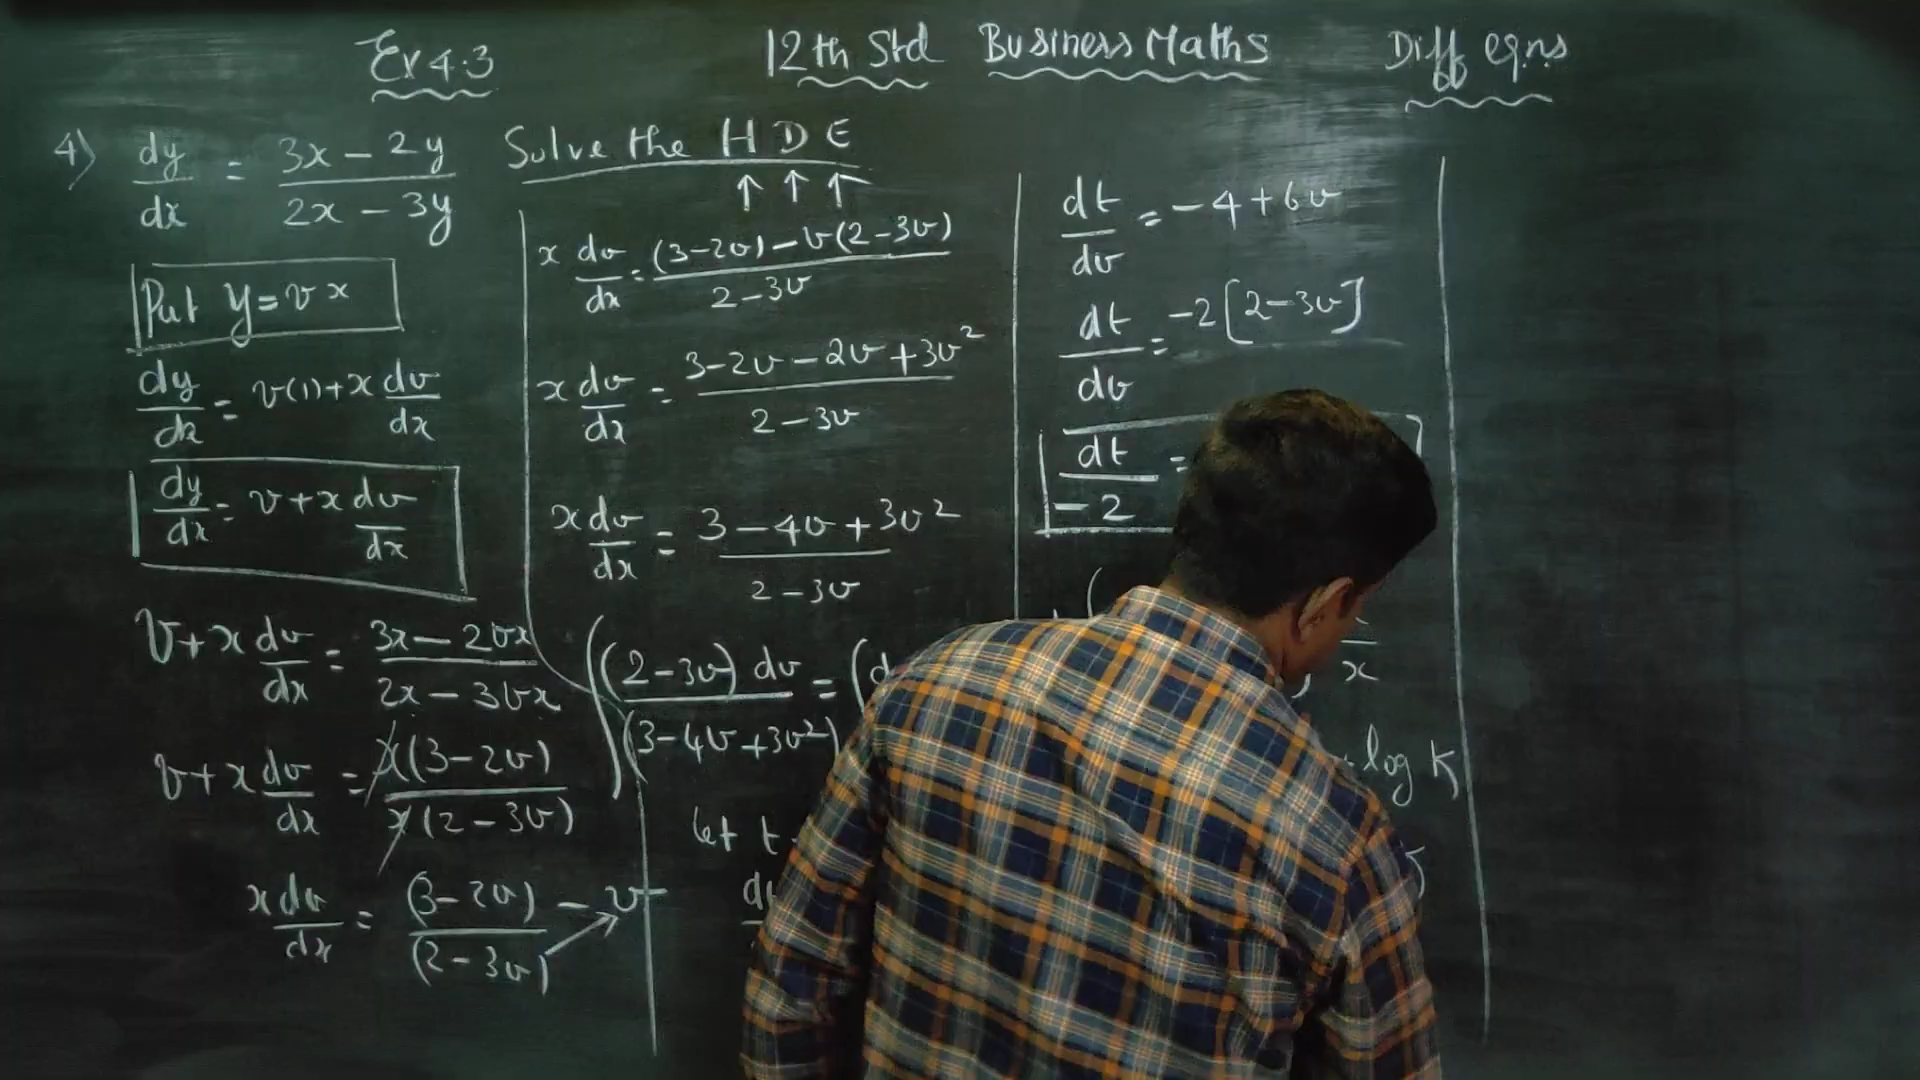 Ex 4.3
12th Std Business Maths Diff eqns
4) dy/dx = 3x - 2y / 2x - 3y Solve the H D E
↑ ↑ ↑
Put y = vx
dy/dx = v(1) + x dv/dx
dy/dx = v + x dv/dx
v + x dv/dx = 3x - 2vx / 2x - 3vx
v + x dv/dx = x(3 - 2v) / x(2 - 3v)
x dv/dx = (3 - 2v) / (2 - 3v) - v
x dv/dx = (3 - 2v) - v(2 - 3v) / 2 - 3v
x dv/dx = 3 - 2v - 2v + 3v² / 2 - 3v
x dv/dx = 3 - 4v + 3v² / 2 - 3v
∫ (2 - 3v) dv / (3 - 4v + 3v²) = ∫ d
let t
dt/dv = -4 + 6v
dt/dv = -2[2 - 3v]
dt/-2 =
x
log K